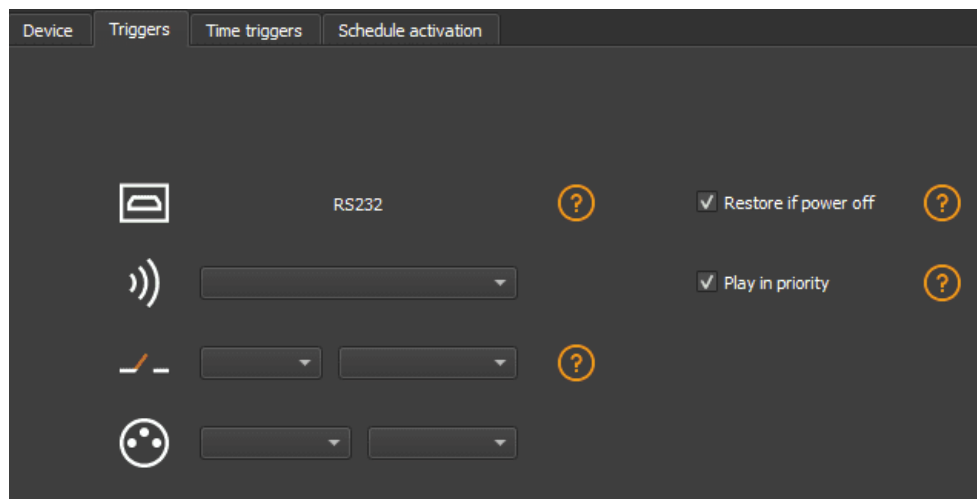 Device Triggers Time triggers Schedule activation
RS232 ? ✓ Restore if power off ?
✓ Play in priority ?
?